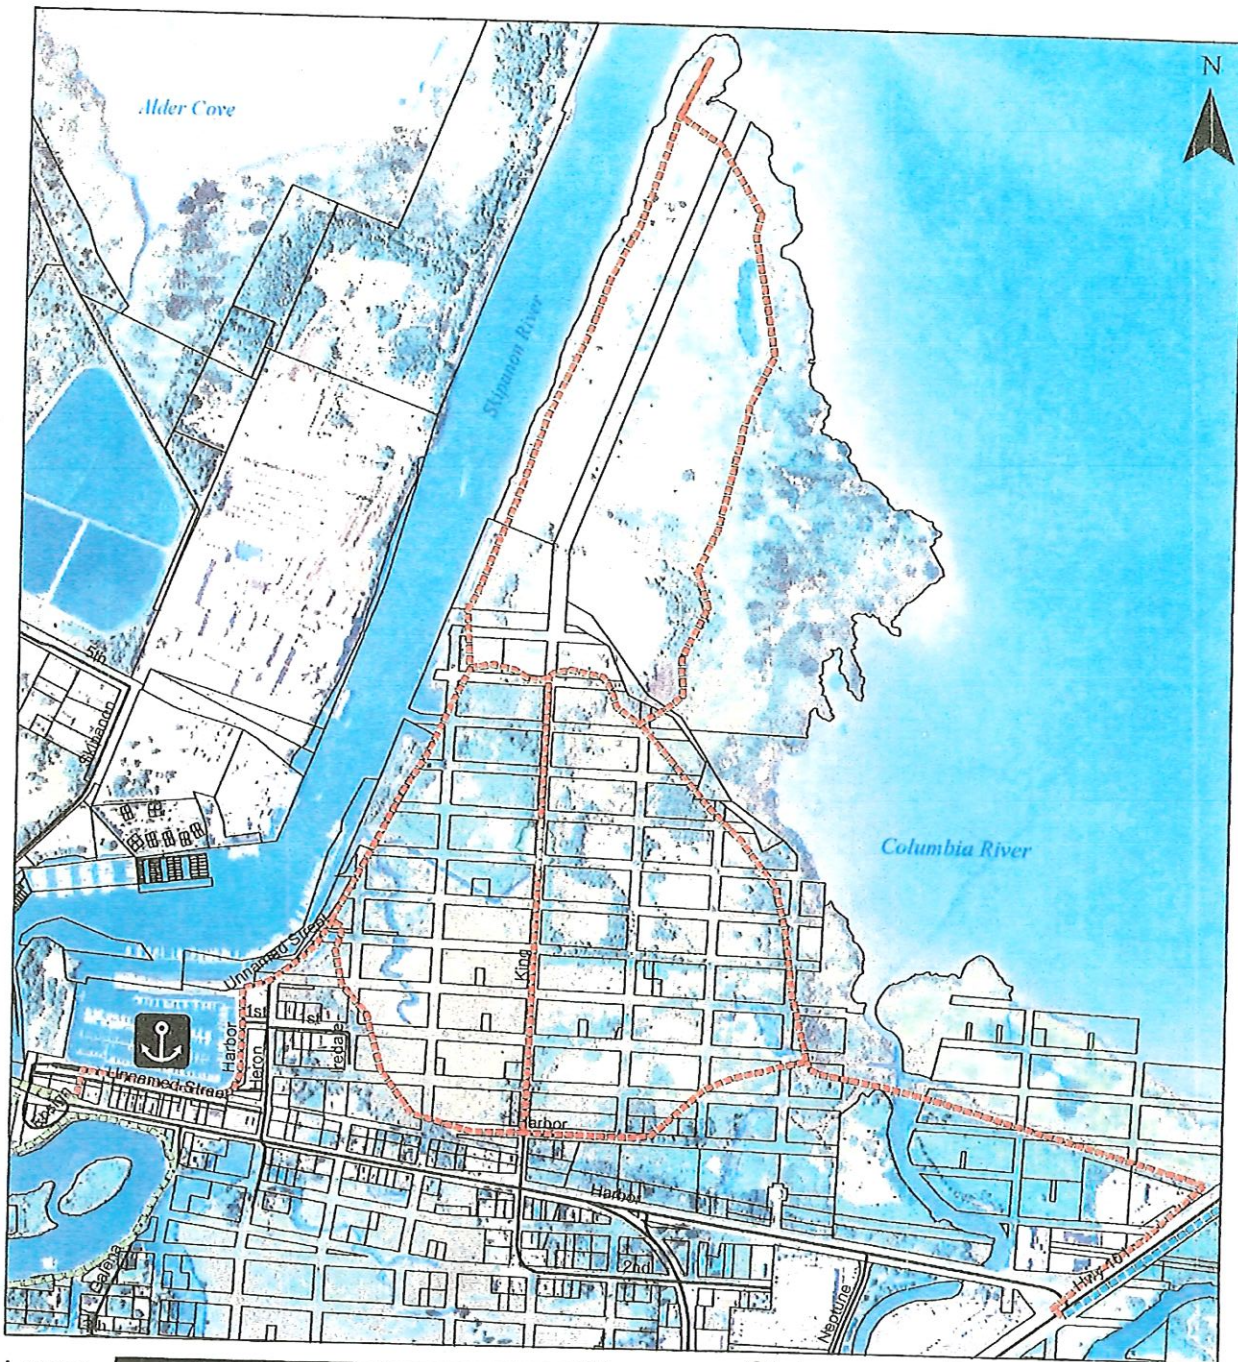 N
Alder Cove
Skipanon River
5th
Skipanon
Columbia River
Unnamed Street
King
1st
1st
Harbor
Heron
Iredale
Unnamed Street
Harbor
Harbor
2nd
Hwy 101
Neptune
Galena